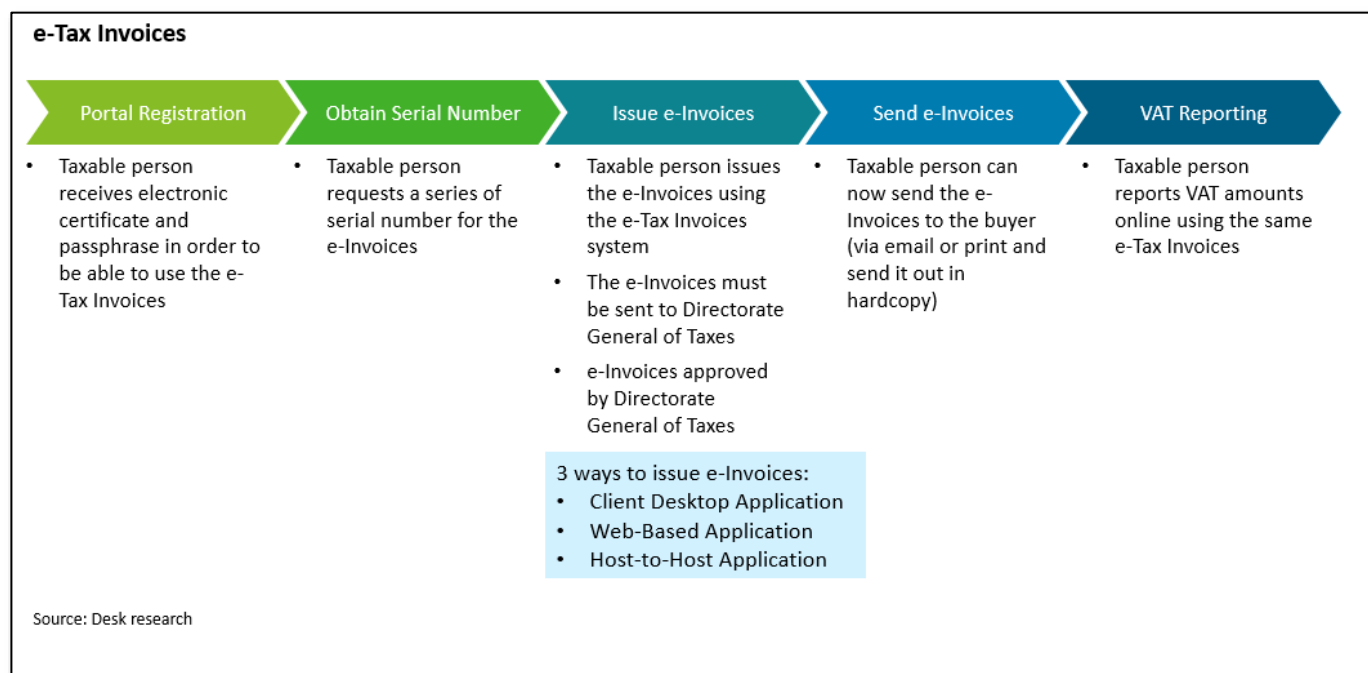 e-Tax Invoices
Portal Registration
Obtain Serial Number
Issue e-Invoices
Send e-Invoices
VAT Reporting
• Taxable person
receives electronic
certificate and
passphrase in order to
be able to use the e-
Tax Invoices
• Taxable person
requests a series of
serial number for the
e-Invoices
• Taxable person issues
the e-Invoices using
the e-Tax Invoices
system
• The e-Invoices must
be sent to Directorate
General of Taxes
• e-Invoices approved
by Directorate
General of Taxes
3 ways to issue e-Invoices:
• Client Desktop Application
• Web-Based Application
• Host-to-Host Application
• Taxable person can
now send the e-
Invoices to the buyer
(via email or print and
send it out in
hardcopy)
• Taxable person
reports VAT amounts
online using the same
e-Tax Invoices
Source: Desk research